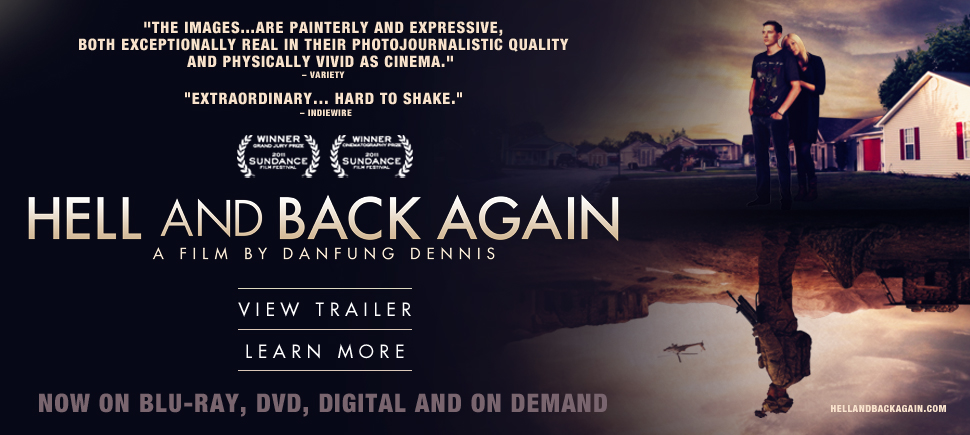 "THE IMAGES...ARE PAINTERLY AND EXPRESSIVE,
BOTH EXCEPTIONALLY REAL IN THEIR PHOTOJOURNALISTIC QUALITY
AND PHYSICALLY VIVID AS CINEMA."
– VARIETY
"EXTRAORDINARY... HARD TO SHAKE."
– INDIEWIRE
WINNER
GRAND JURY PRIZE
2011
SUNDANCE
FILM FESTIVAL
WINNER
CINEMATOGRAPHY PRIZE
2011
SUNDANCE
FILM FESTIVAL
HELL AND BACK AGAIN
A FILM BY DANFUNG DENNIS
VIEW TRAILER
LEARN MORE
NOW ON BLU-RAY, DVD, DIGITAL AND ON DEMAND
HELLANDBACKAGAIN.COM